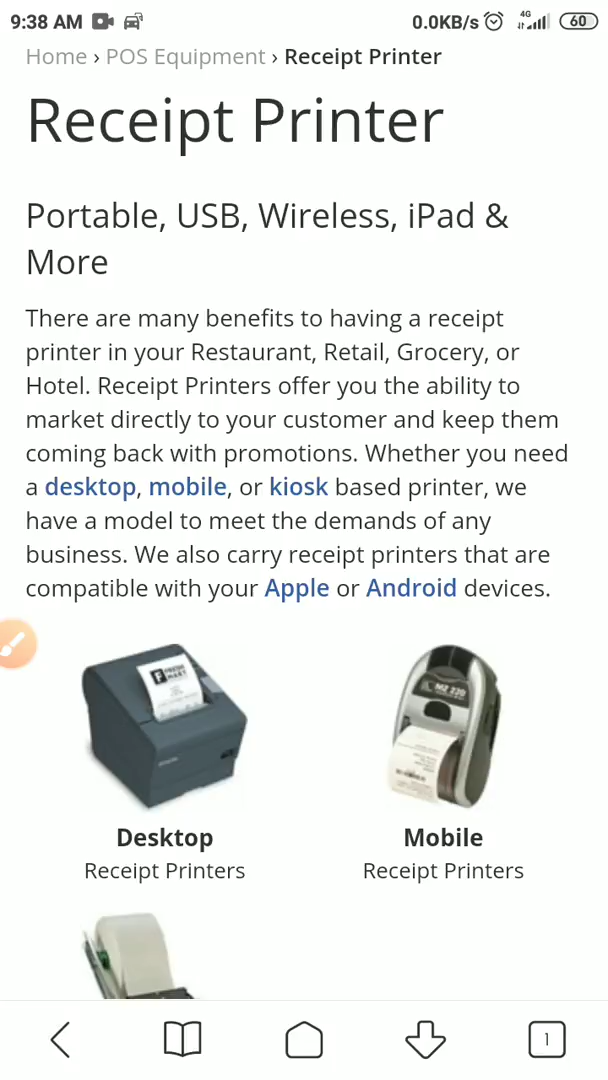 9:38 AM 0.0KB/s 4G 60
Home › POS Equipment › Receipt Printer
Receipt Printer
Portable, USB, Wireless, iPad &
More
There are many benefits to having a receipt
printer in your Restaurant, Retail, Grocery, or
Hotel. Receipt Printers offer you the ability to
market directly to your customer and keep them
coming back with promotions. Whether you need
a desktop, mobile, or kiosk based printer, we
have a model to meet the demands of any
business. We also carry receipt printers that are
compatible with your Apple or Android devices.
FRESH
MART
MZ 220
Desktop
Receipt Printers
Mobile
Receipt Printers
1